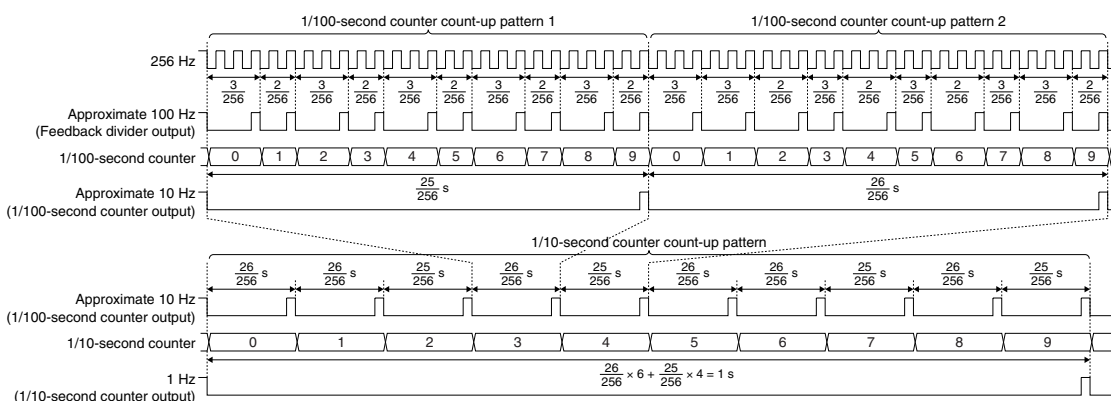 1/100-second counter count-up pattern 1
1/100-second counter count-up pattern 2
256 Hz
3/256 2/256 3/256 2/256 3/256 2/256 3/256 2/256 3/256 2/256 3/256 3/256 3/256 2/256 3/256 2/256 3/256 2/256 3/256 2/256
Approximate 100 Hz
(Feedback divider output)
1/100-second counter 0 1 2 3 4 5 6 7 8 9 0 1 2 3 4 5 6 7 8 9
25/256 s 26/256 s
Approximate 10 Hz
(1/100-second counter output)
1/10-second counter count-up pattern
26/256 s 26/256 s 25/256 s 26/256 s 25/256 s 26/256 s 26/256 s 25/256 s 26/256 s 25/256 s
Approximate 10 Hz
(1/100-second counter output)
1/10-second counter 0 1 2 3 4 5 6 7 8 9
26/256 × 6 + 25/256 × 4 = 1 s
1 Hz
(1/10-second counter output)